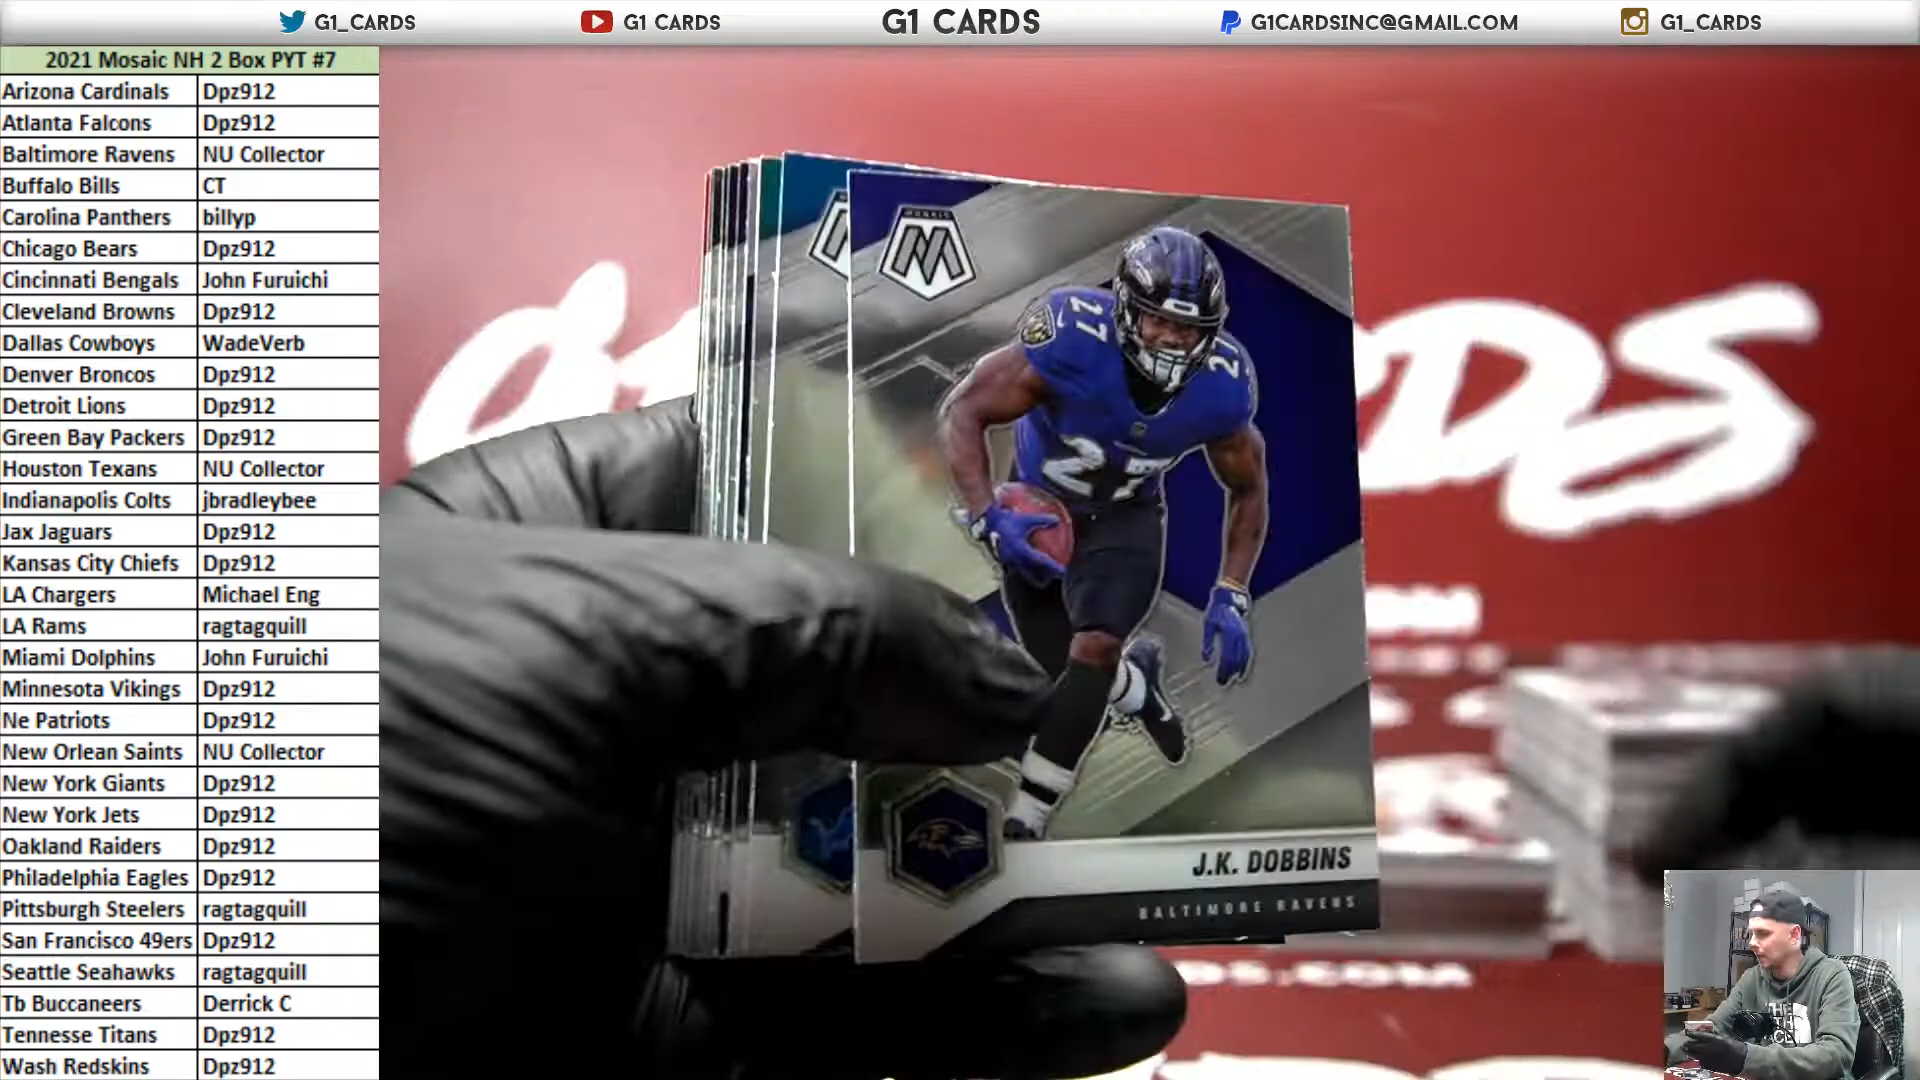 G1_CARDS
G1 CARDS
G1 CARDS
G1CARDSINC@GMAIL.COM
G1_CARDS
2021 Mosaic NH 2 Box PYT #7
Arizona Cardinals Dpz912
Atlanta Falcons Dpz912
Baltimore Ravens NU Collector
Buffalo Bills CT
Carolina Panthers billyp
Chicago Bears Dpz912
Cincinnati Bengals John Furuichi
Cleveland Browns Dpz912
Dallas Cowboys WadeVerb
Denver Broncos Dpz912
Detroit Lions Dpz912
Green Bay Packers Dpz912
Houston Texans NU Collector
Indianapolis Colts jbradleybee
Jax Jaguars Dpz912
Kansas City Chiefs Dpz912
LA Chargers Michael Eng
LA Rams ragtagquill
Miami Dolphins John Furuichi
Minnesota Vikings Dpz912
Ne Patriots Dpz912
New Orlean Saints NU Collector
New York Giants Dpz912
New York Jets Dpz912
Oakland Raiders Dpz912
Philadelphia Eagles Dpz912
Pittsburgh Steelers ragtagquill
San Francisco 49ers Dpz912
Seattle Seahawks ragtagquill
Tb Buccaneers Derrick C
Tennesse Titans Dpz912
Wash Redskins Dpz912
MOSAIC
M
27
27
27
J.K. DOBBINS
BALTIMORE RAVENS